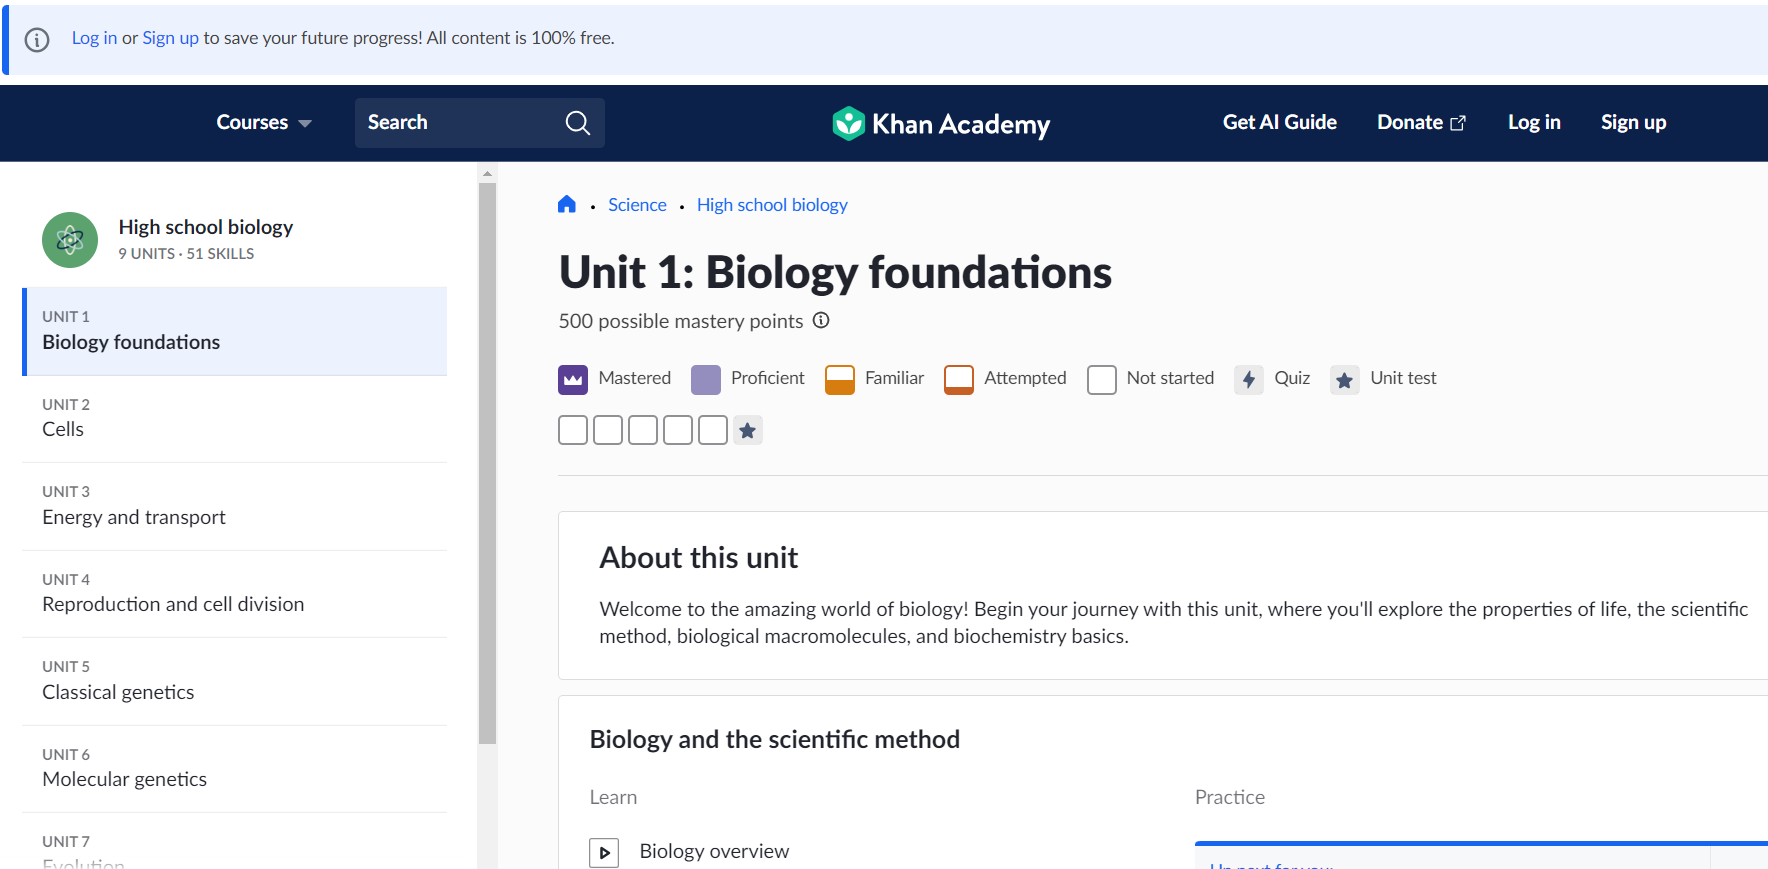 Log in or Sign up to save your future progress! All content is 100% free.
Courses
Search
Khan Academy
Get AI Guide
Donate
Log in
Sign up
High school biology
9 UNITS · 51 SKILLS
UNIT 1
Biology foundations
UNIT 2
Cells
UNIT 3
Energy and transport
UNIT 4
Reproduction and cell division
UNIT 5
Classical genetics
UNIT 6
Molecular genetics
UNIT 7
Evolution
Science
High school biology
Unit 1: Biology foundations
500 possible mastery points
Mastered
Proficient
Familiar
Attempted
Not started
Quiz
Unit test
About this unit
Welcome to the amazing world of biology! Begin your journey with this unit, where you'll explore the properties of life, the scientific
method, biological macromolecules, and biochemistry basics.
Biology and the scientific method
Learn
Biology overview
Practice
Up next for you: